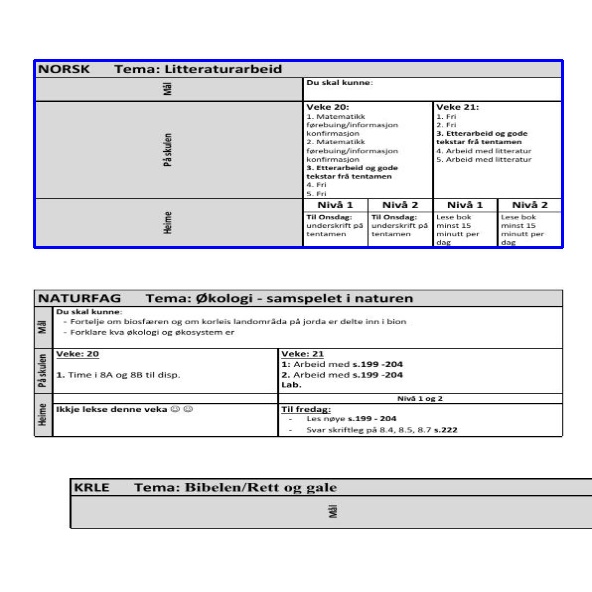 NORSK Tema: Litteraturarbeid
Mål
Du skal kunne:
På skulen
Veke 20:
1. Matematikk
førebuing/informasjon
konfirmasjon
2. Matematikk
førebuing/informasjon
konfirmasjon
3. Etterarbeid og gode
tekstar frå tentamen
4. Fri
5. Fri
Veke 21:
1. Fri
2. Fri
3. Etterarbeid og gode
tekstar frå tentamen
4. Arbeid med litteratur
5. Arbeid med litteratur
Heime
Nivå 1 Nivå 2 Nivå 1 Nivå 2
Til Onsdag:
underskrift på
tentamen
Til Onsdag:
underskrift på
tentamen
Lese bok
minst 15
minutt per
dag
Lese bok
minst 15
minutt per
dag
NATURFAG Tema: Økologi - samspelet i naturen
Mål
Du skal kunne:
- Fortelje om biosfæren og om korleis landområda på jorda er delte inn i bion
- Forklare kva økologi og økosystem er
På skulen
Veke: 20
1. Time i 8A og 8B til disp.
Veke: 21
1: Arbeid med s.199 -204
2. Arbeid med s.199 -204
Lab.
Heime
Nivå 1 og 2
Ikkje lekse denne veka ☺ ☺
Til fredag:
- Les nøye s.199 - 204
- Svar skriftleg på 8.4, 8.5, 8.7 s.222
KRLE Tema: Bibelen/Rett og gale
Mål